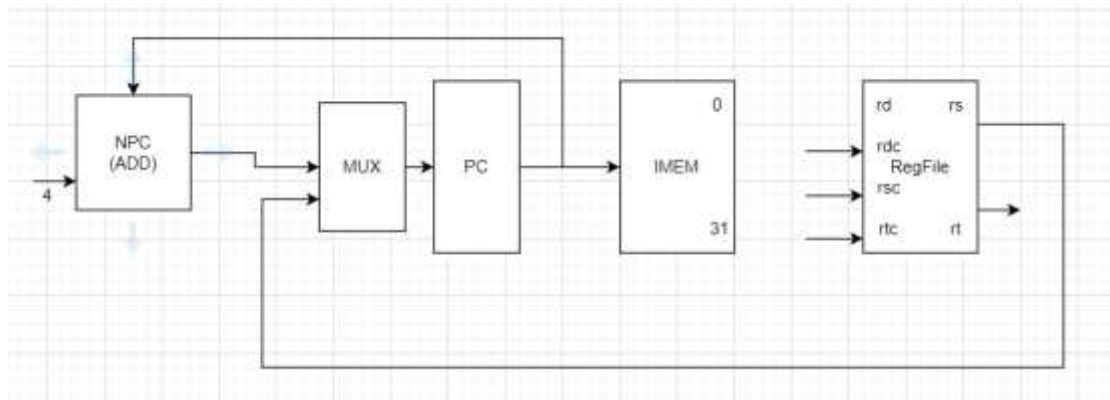 NPC
(ADD)
4
MUX
PC
IMEM
0
31
rd
rs
rdc
RegFile
rsc
rtc
rt